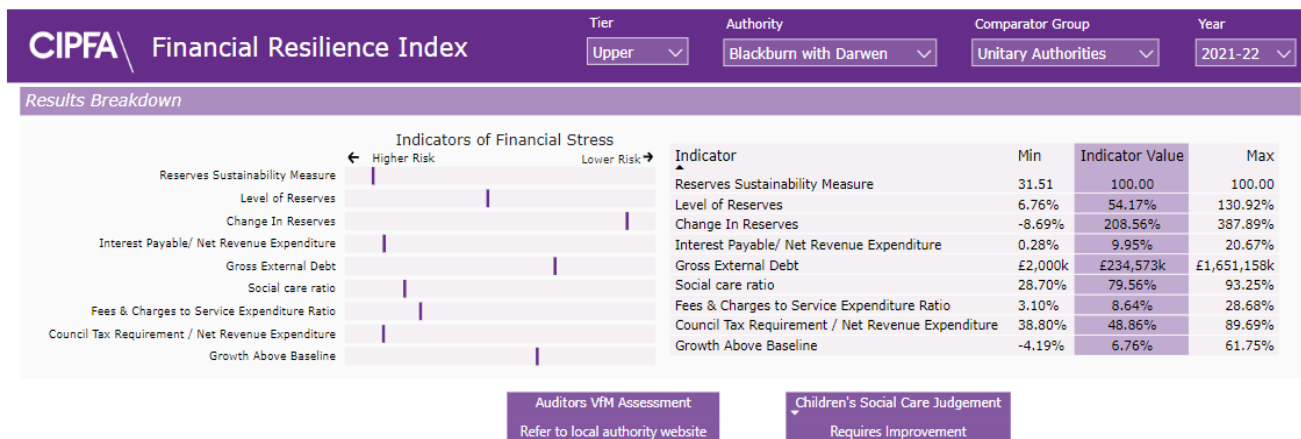 CIPFA\ Financial Resilience Index
Tier
Upper
Authority
Blackburn with Darwen
Comparator Group
Unitary Authorities
Year
2021-22
Results Breakdown
Indicators of Financial Stress
← Higher Risk Lower Risk →
Reserves Sustainability Measure
Level of Reserves
Change In Reserves
Interest Payable/ Net Revenue Expenditure
Gross External Debt
Social care ratio
Fees & Charges to Service Expenditure Ratio
Council Tax Requirement / Net Revenue Expenditure
Growth Above Baseline
Indicator Min Indicator Value Max
Reserves Sustainability Measure 31.51 100.00 100.00
Level of Reserves 6.76% 54.17% 130.92%
Change In Reserves -8.69% 208.56% 387.89%
Interest Payable/ Net Revenue Expenditure 0.28% 9.95% 20.67%
Gross External Debt £2,000k £234,573k £1,651,158k
Social care ratio 28.70% 79.56% 93.25%
Fees & Charges to Service Expenditure Ratio 3.10% 8.64% 28.68%
Council Tax Requirement / Net Revenue Expenditure 38.80% 48.86% 89.69%
Growth Above Baseline -4.19% 6.76% 61.75%
Auditors VfM Assessment
Refer to local authority website
Children's Social Care Judgement
Requires Improvement